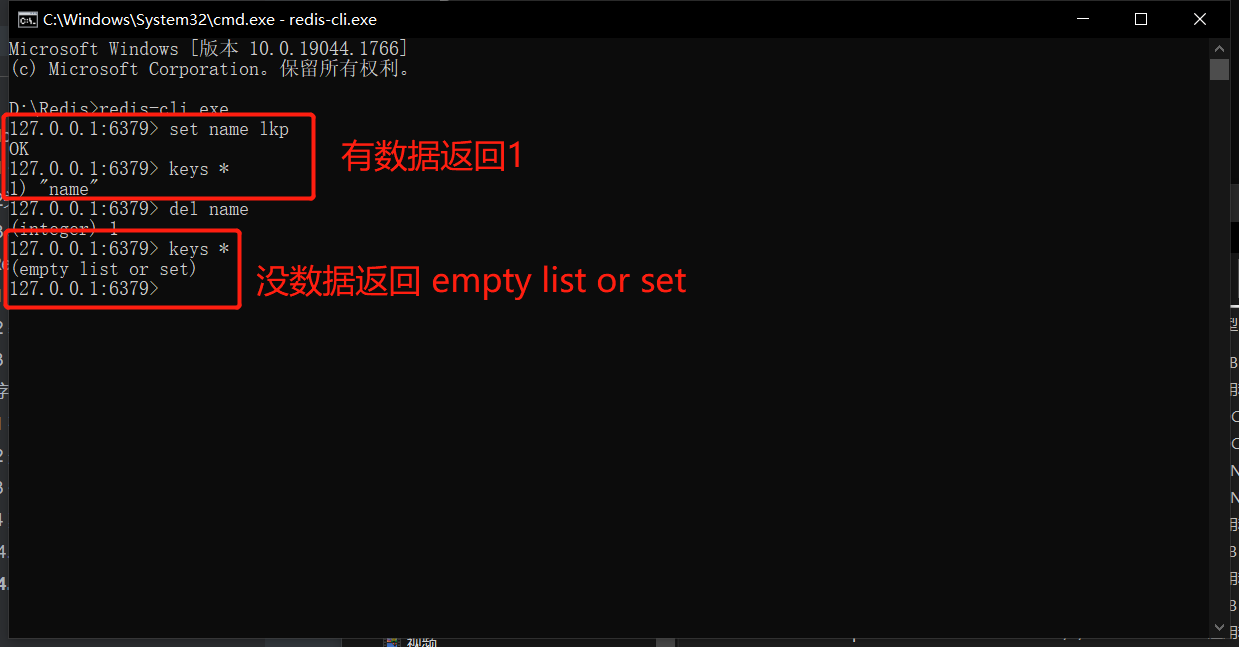 C:\Windows\System32\cmd.exe - redis-cli.exe
Microsoft Windows [版本 10.0.19044.1766]
(c) Microsoft Corporation。保留所有权利。
D:\Redis>redis-cli.exe
127.0.0.1:6379> set name lkp
OK
127.0.0.1:6379> keys *
1) "name"
有数据返回1
127.0.0.1:6379> del name
(integer) 1
127.0.0.1:6379> keys *
(empty list or set)
127.0.0.1:6379>
没数据返回 empty list or set
视频